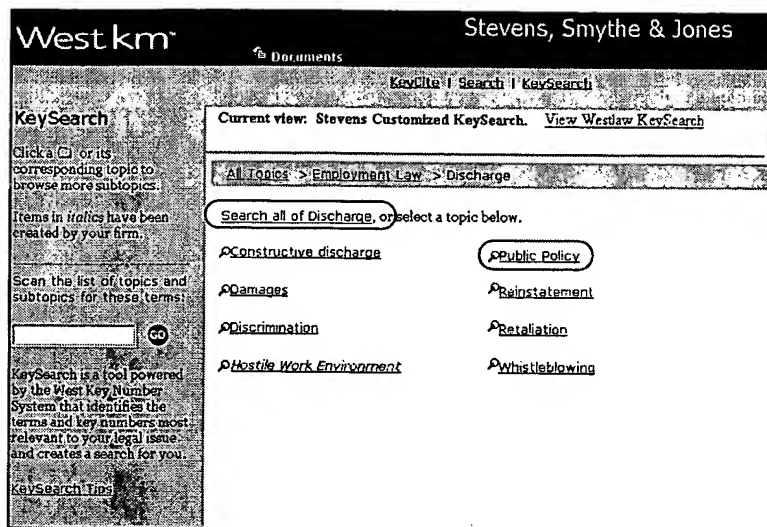 West km™
Stevens, Smythe & Jones
Documents
KeyCite | Search | KeySearch
KeySearch
Click a or its
corresponding topic to
browse more subtopics.
Items in italics have been
created by your firm.
Scan the list of topics and
subtopics for these terms:
GO
KeySearch is a tool powered
by the West Key Number
System that identifies the
terms and key numbers most
relevant to your legal issue
and creates a search for you.
KeySearch Tips
Current view: Stevens Customized KeySearch. View Westlaw KeySearch
All Topics > Employment Law > Discharge
Search all of Discharge, or select a topic below.
Constructive discharge
Public Policy
Damages
Reinstatement
Discrimination
Retaliation
Hostile Work Environment
Whistleblowing